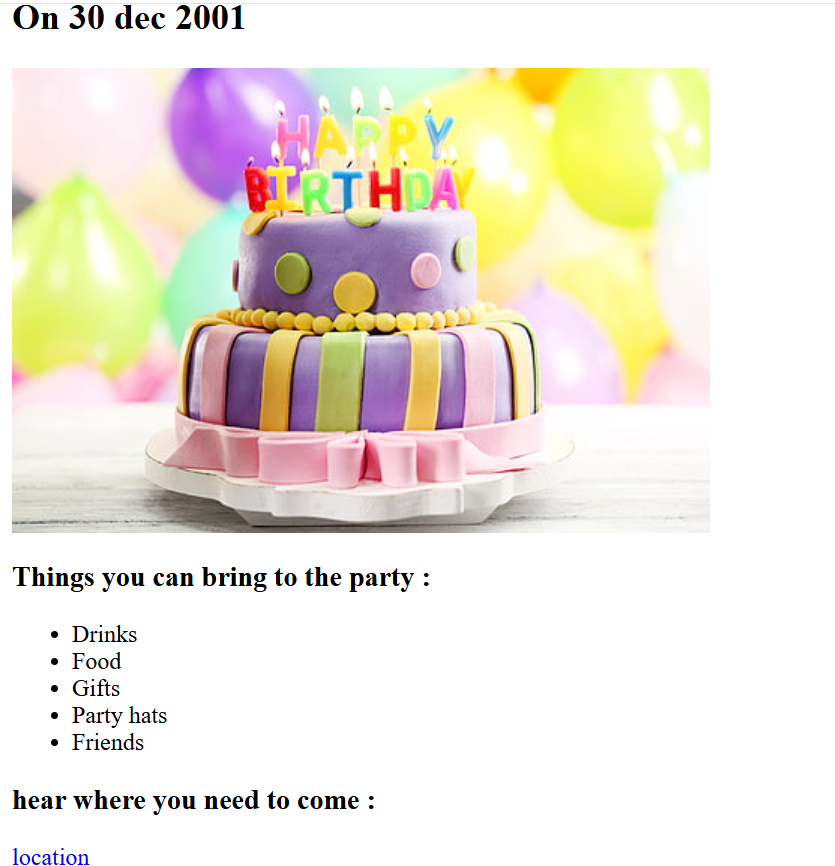 On 30 dec 2001
HAPPY
BIRTHDAY
Things you can bring to the party :
Drinks
Food
Gifts
Party hats
Friends
hear where you need to come :
location